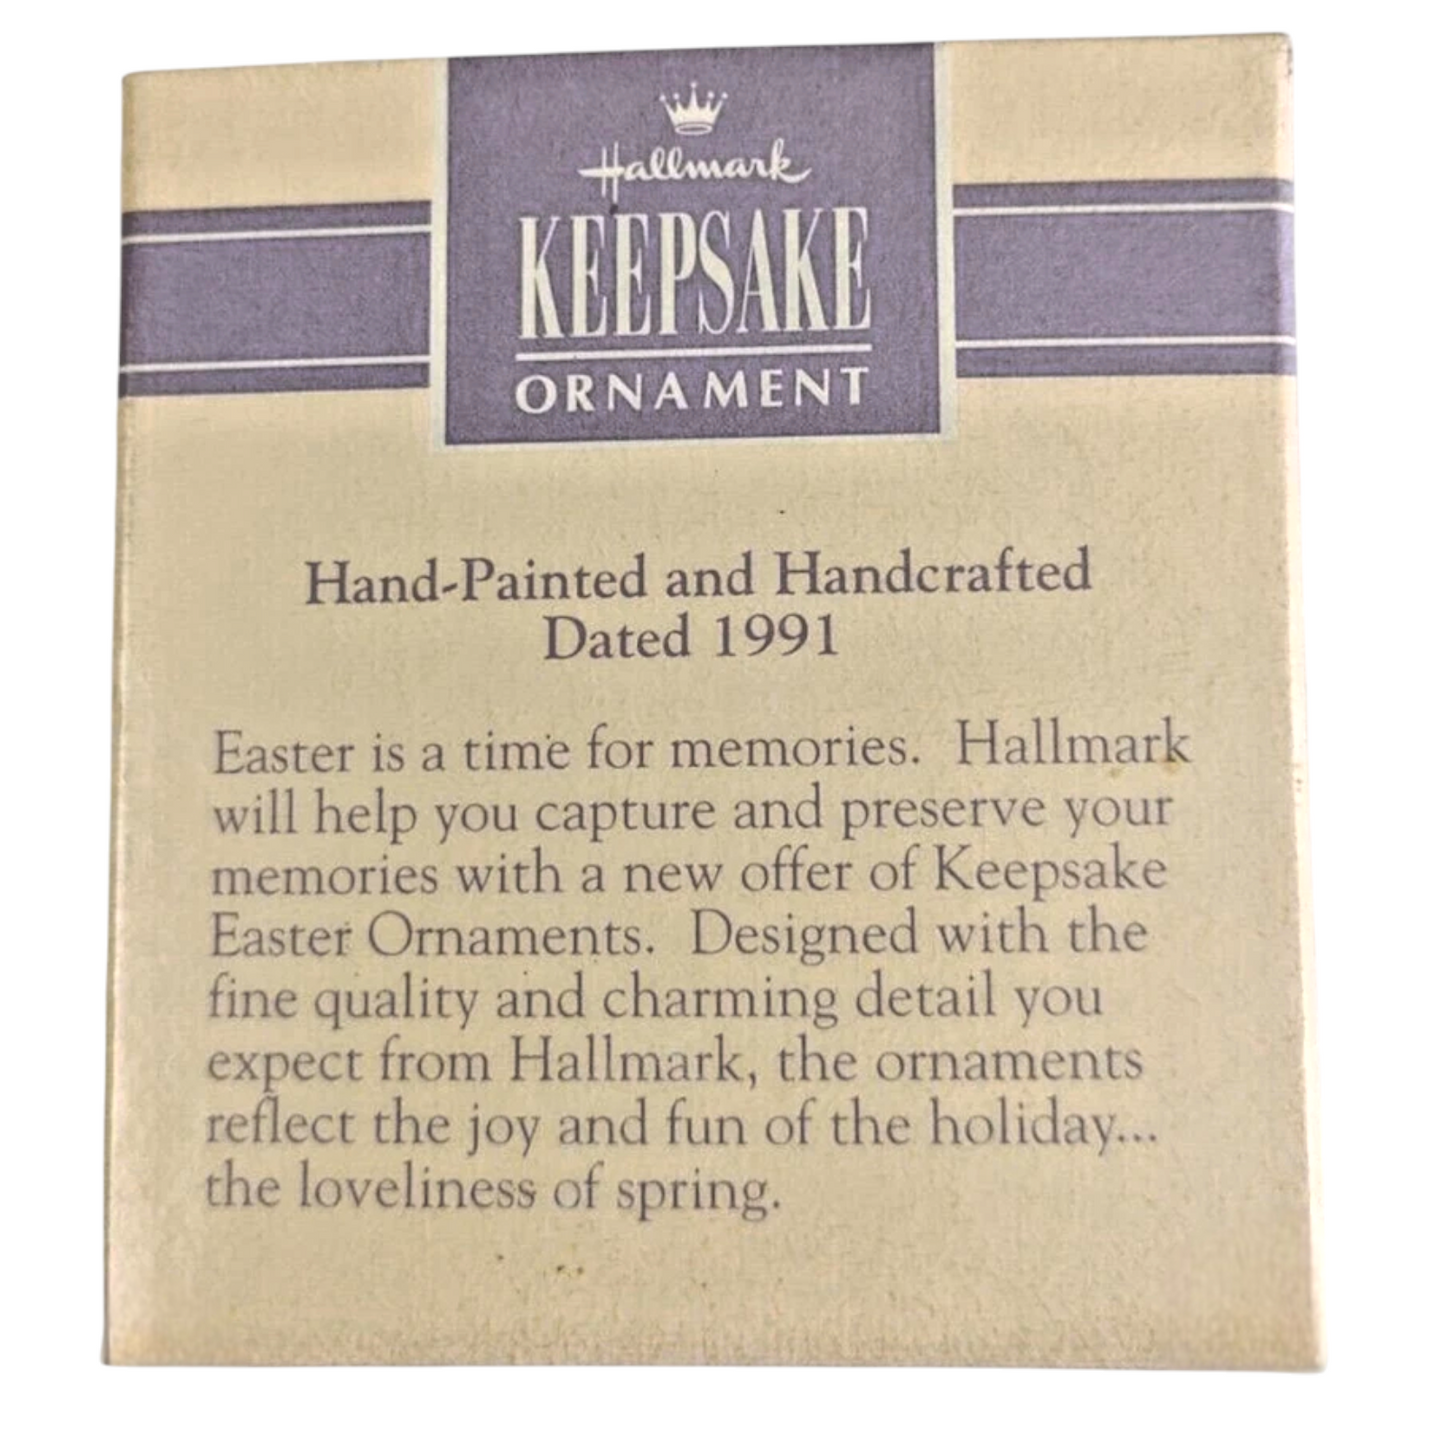 Hallmark
KEEPSAKE
ORNAMENT
Hand-Painted and Handcrafted
Dated 1991
Easter is a time for memories. Hallmark
will help you capture and preserve your
memories with a new offer of Keepsake
Easter Ornaments. Designed with the
fine quality and charming detail you
expect from Hallmark, the ornaments
reflect the joy and fun of the holiday...
the loveliness of spring.